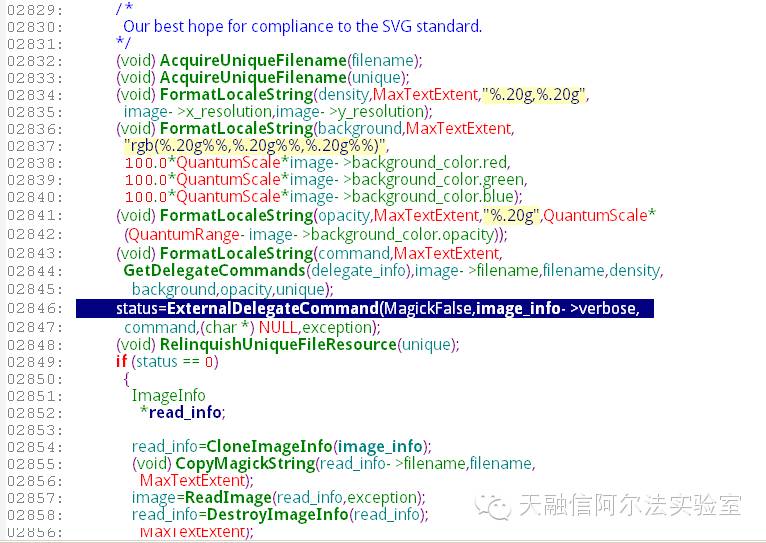 02829: /*
02830: Our best hope for compliance to the SVG standard.
02831: */
02832: (void) AcquireUniqueFilename(filename);
02833: (void) AcquireUniqueFilename(unique);
02834: (void) FormatLocaleString(density,MaxTextExtent,"%.20g,%.20g",
02835: image->x_resolution,image->y_resolution);
02836: (void) FormatLocaleString(background,MaxTextExtent,
02837: "rgb(%.20g%%,%.20g%%,%.20g%%)",
02838: 100.0*QuantumScale*image->background_color.red,
02839: 100.0*QuantumScale*image->background_color.green,
02840: 100.0*QuantumScale*image->background_color.blue);
02841: (void) FormatLocaleString(opacity,MaxTextExtent,"%.20g",QuantumScale*
02842: (QuantumRange-image->background_color.opacity));
02843: (void) FormatLocaleString(command,MaxTextExtent,
02844: GetDelegateCommands(delegate_info),image->filename,filename,density,
02845: background,opacity,unique);
02846: status=ExternalDelegateCommand(MagickFalse,image_info->verbose,
02847: command,(char *) NULL,exception);
02848: (void) RelinquishUniqueFileResource(unique);
02849: if (status == 0)
02850: {
02851: ImageInfo
02852: *read_info;
02853:
02854: read_info=CloneImageInfo(image_info);
02855: (void) CopyMagickString(read_info->filename,filename,
02856: MaxTextExtent);
02857: image=ReadImage(read_info,exception);
02858: read_info=DestroyImageInfo(read_info);
02856: MaxTextExtent);
天融信阿尔法实验室